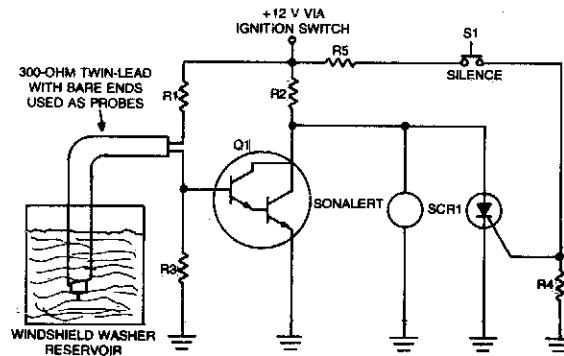 +12 V VIA
IGNITION SWITCH
S1
R5
SILENCE
300-OHM TWIN-LEAD
WITH BARE ENDS
USED AS PROBES
R1
R2
Q1
SONALERT
SCR1
R3
R4
WINDSHIELD WASHER
RESERVOIR